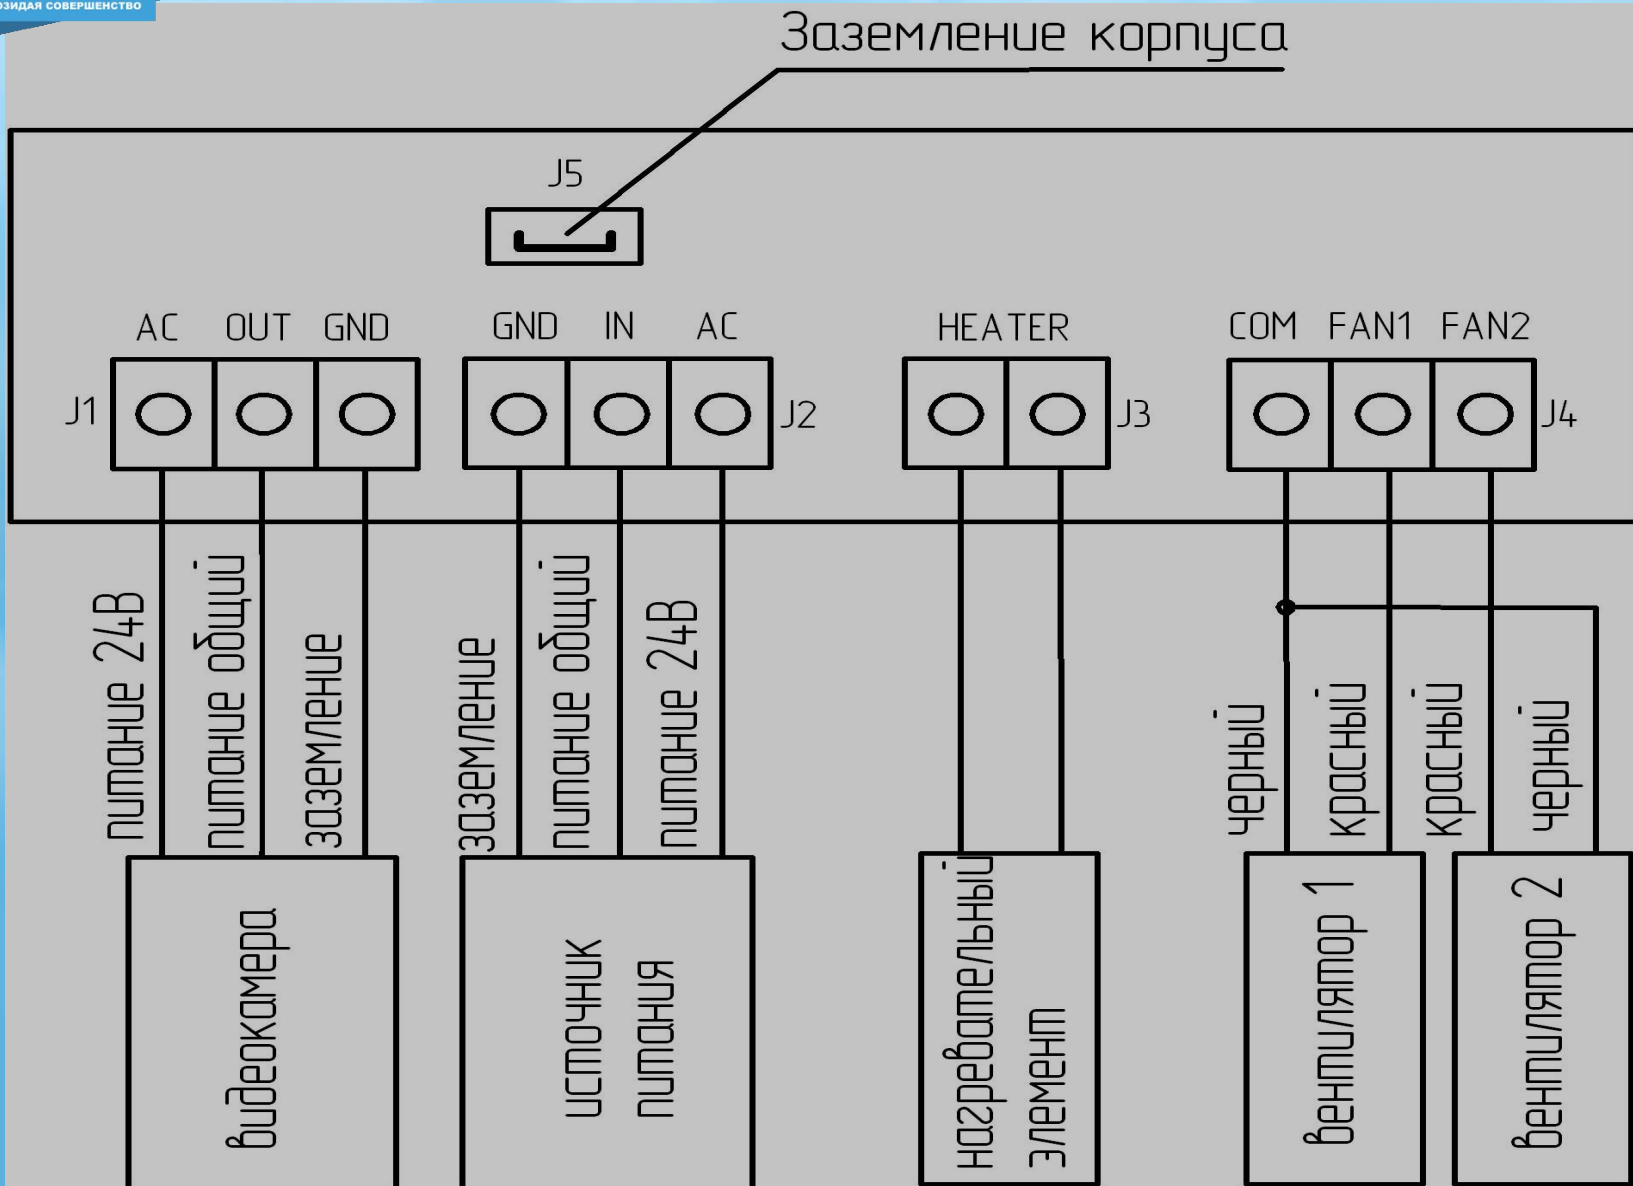 ОЗИДАЯ СОВЕРШЕНСТВО
Заземление корпуса
J5
AC OUT GND
GND IN AC
HEATER
COM FAN1 FAN2
J1
J2
J3
J4
питание 24В
питание общий
заземление
заземление
питание общий
питание 24В
черный
красный
красный
черный
видеокамера
источник
питания
нагревательный
элемент
вентилятор 1
вентилятор 2